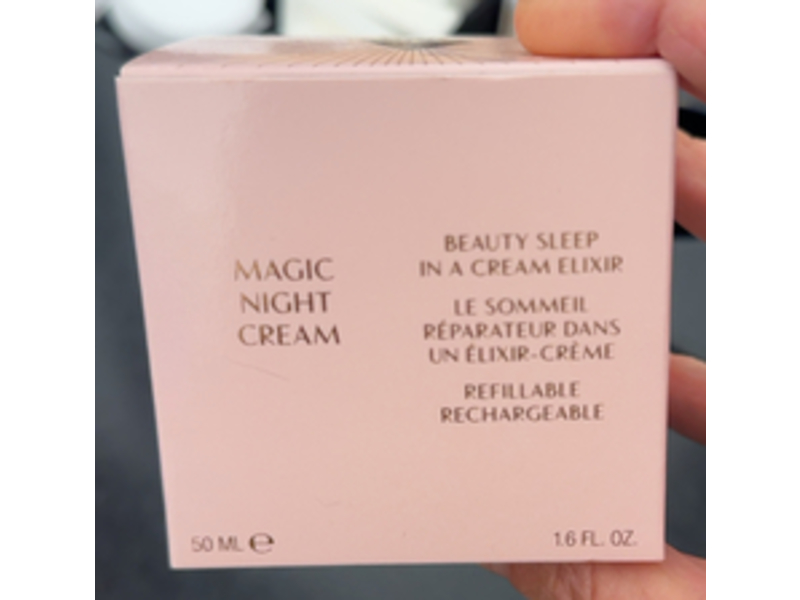 MAGIC
NIGHT
CREAM
BEAUTY SLEEP
IN A CREAM ELIXIR
LE SOMMEIL
RÉPARATEUR DANS
UN ÉLIXIR-CRÈME
REFILLABLE
RECHARGEABLE
50 ML ℮
1.6 FL. OZ.